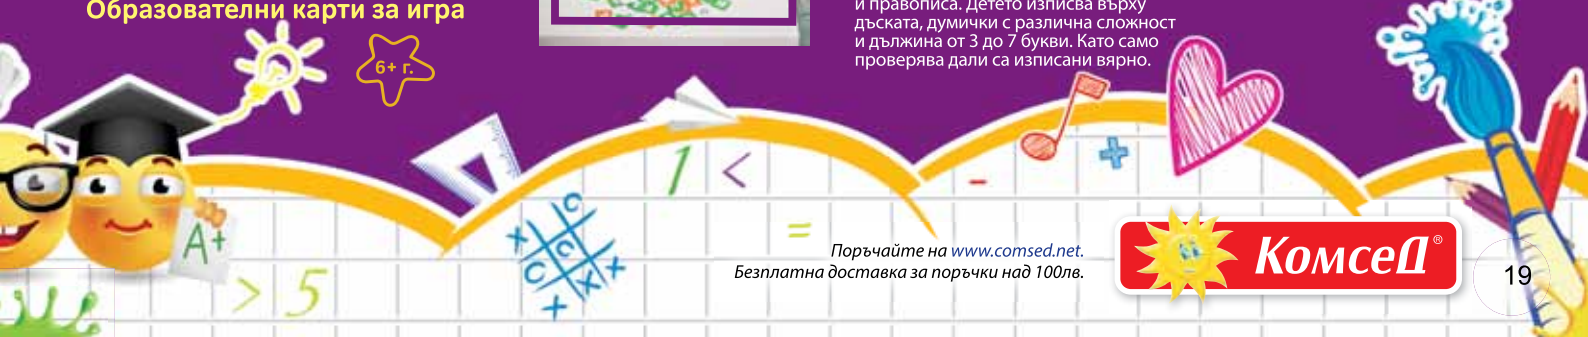 Образователни карти за игра
6+ г.
и правописа. Детето изписва върху
дъската, думички с различна сложност
и дължина от 3 до 7 букви. Като само
проверява дали са изписани вярно.
1 <
- +
=
A+
> 5
Поръчайте на www.comsed.net.
Безплатна доставка за поръчки над 100лв.
КомсеД®
19